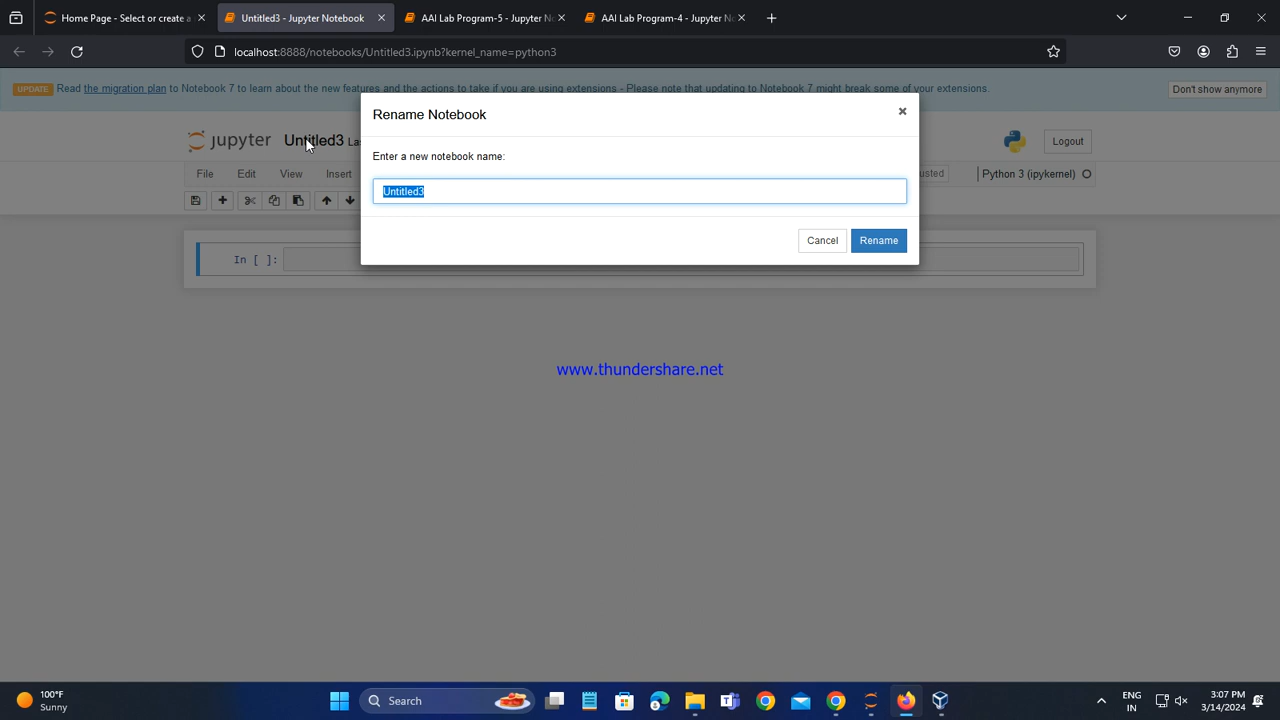 Home Page - Select or create a
Untitled3 - Jupyter Notebook
AAI Lab Program-5 - Jupyter No
AAI Lab Program-4 - Jupyter No
localhost:8888/notebooks/Untitled3.ipynb?kernel_name=python3
UPDATE Read the migration plan to Notebook 7 to learn about the new features and the actions to take if you are using extensions - Please note that updating to Notebook 7 might break some of your extensions.
Don't show anymore
Rename Notebook
jupyter Untitled3 Las
Logout
Enter a new notebook name:
File Edit View Insert
usted
Python 3 (ipykernel)
Untitled3
Cancel
Rename
In [ ]:
www.thundershare.net
100°F
Sunny
Search
ENG
IN
3:07 PM
3/14/2024